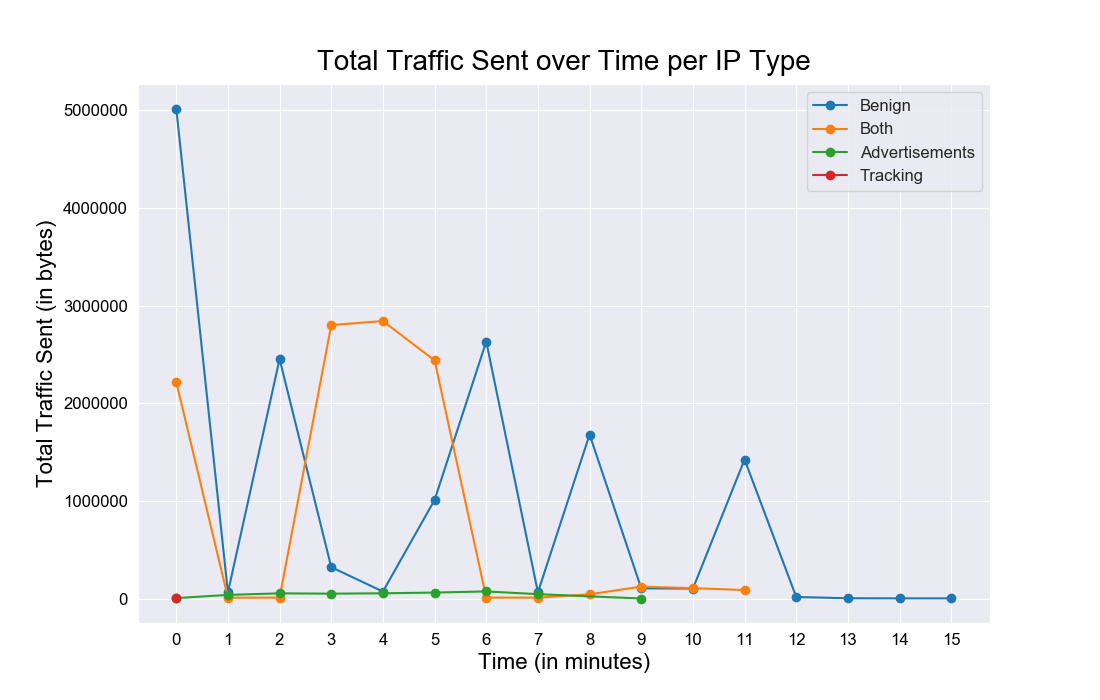 Total Traffic Sent over Time per IP Type
Benign
Both
Advertisements
Tracking
5000000
4000000
3000000
2000000
1000000
0
Total Traffic Sent (in bytes)
0 1 2 3 4 5 6 7 8 9 10 11 12 13 14 15
Time (in minutes)